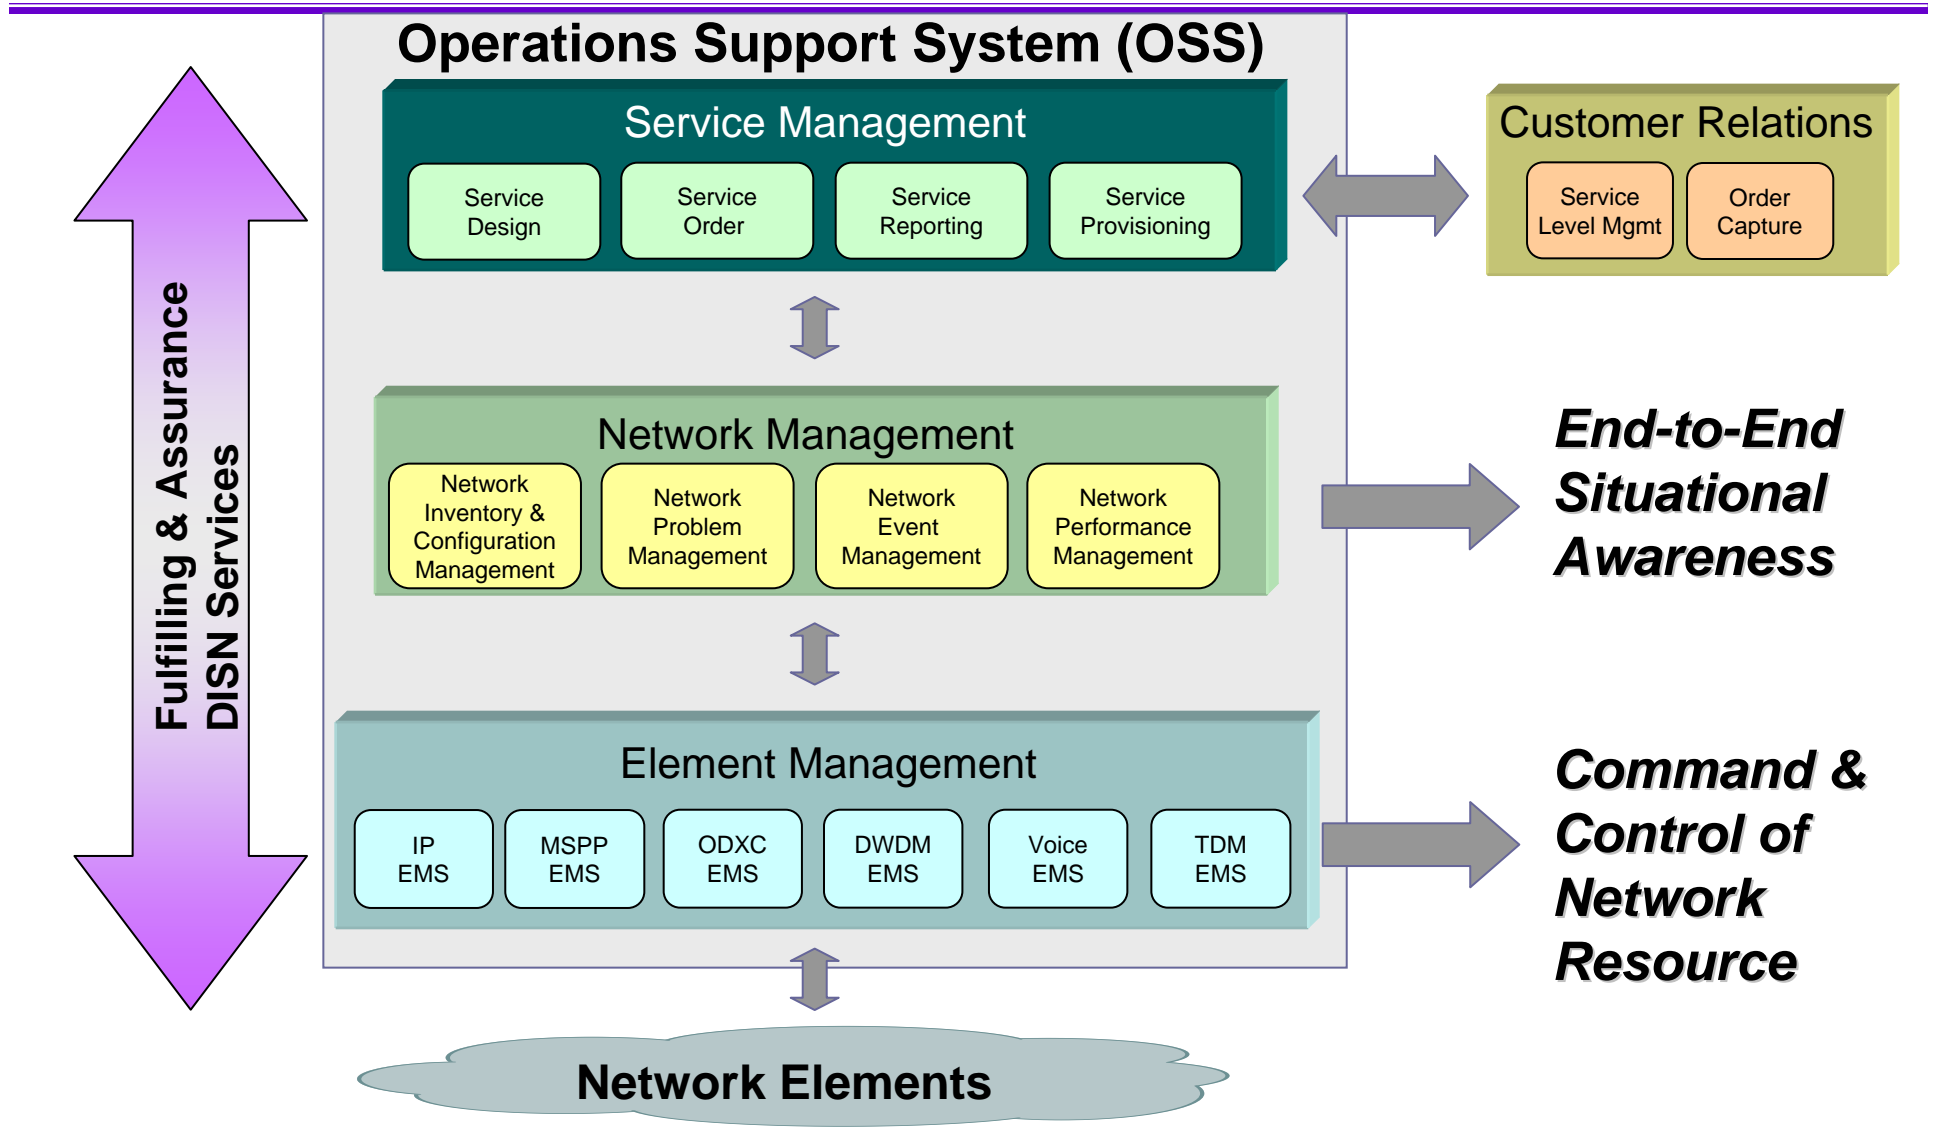 Operations Support System (OSS)
Service Management
Service
Design
Service
Order
Service
Reporting
Service
Provisioning
Customer Relations
Service
Level Mgmt
Order
Capture
Fulfilling & Assurance
DISN Services
Network Management
Network
Inventory &
Configuration
Management
Network
Problem
Management
Network
Event
Management
Network
Performance
Management
End-to-End
Situational
Awareness
Element Management
IP
EMS
MSPP
EMS
ODXC
EMS
DWDM
EMS
Voice
EMS
TDM
EMS
Command &
Control of
Network
Resource
Network Elements